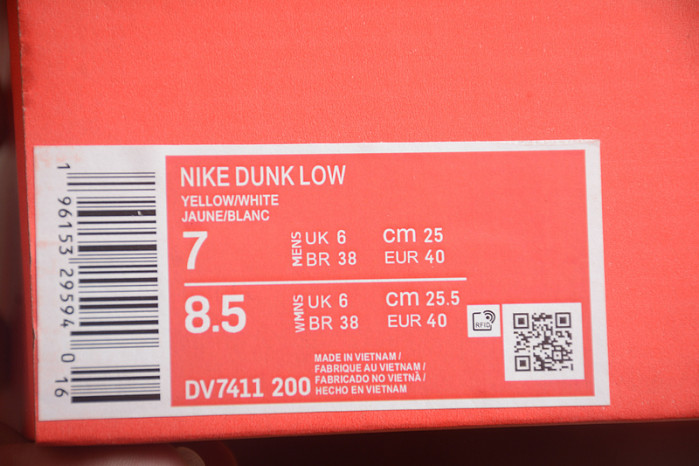 NIKE DUNK LOW
YELLOW/WHITE
JAUNE/BLANC
7 MENS UK 6 cm 25
BR 38 EUR 40
8.5 WMNS UK 6 cm 25.5
BR 38 EUR 40
RFID
MADE IN VIETNAM /
FABRIQUE AU VIETNAM /
FABRICADO NO VIETNÃ /
HECHO EN VIETNAM
DV7411 200
1 96153 29594 0 16